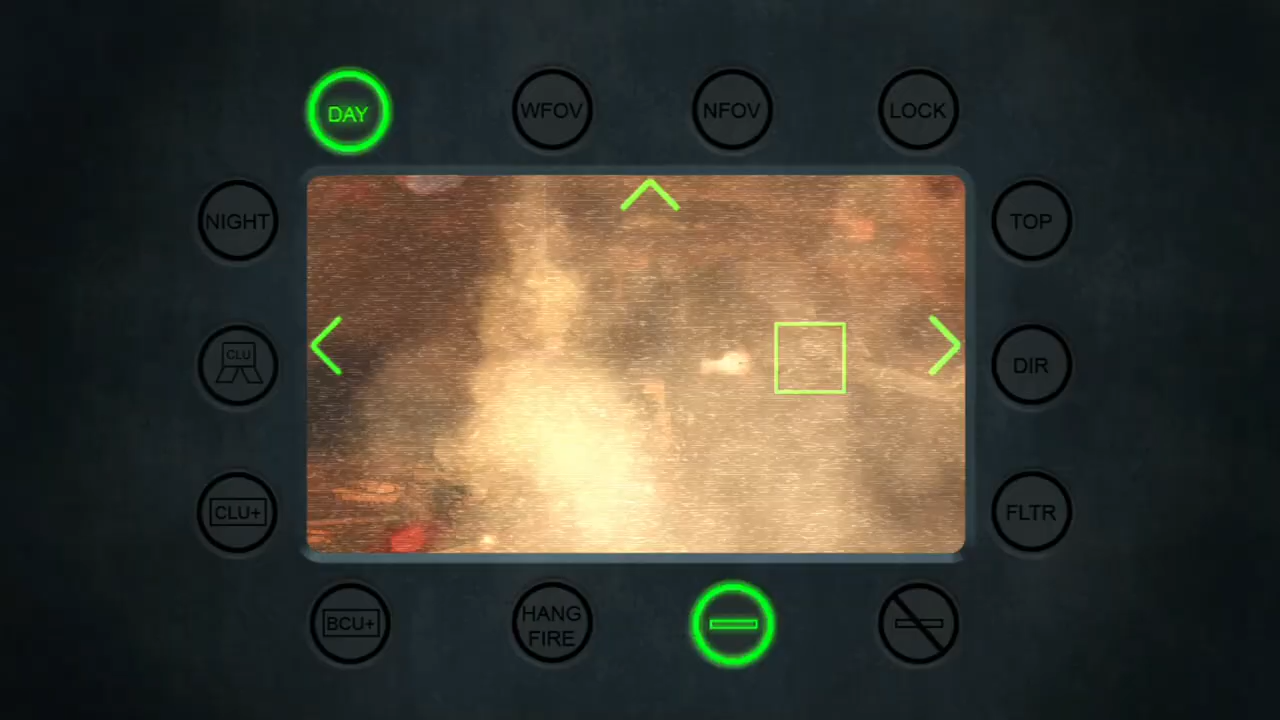 DAY
WFOV
NFOV
LOCK
NIGHT
TOP
CLU
DIR
CLU+
FLTR
BCU+
HANG
FIRE